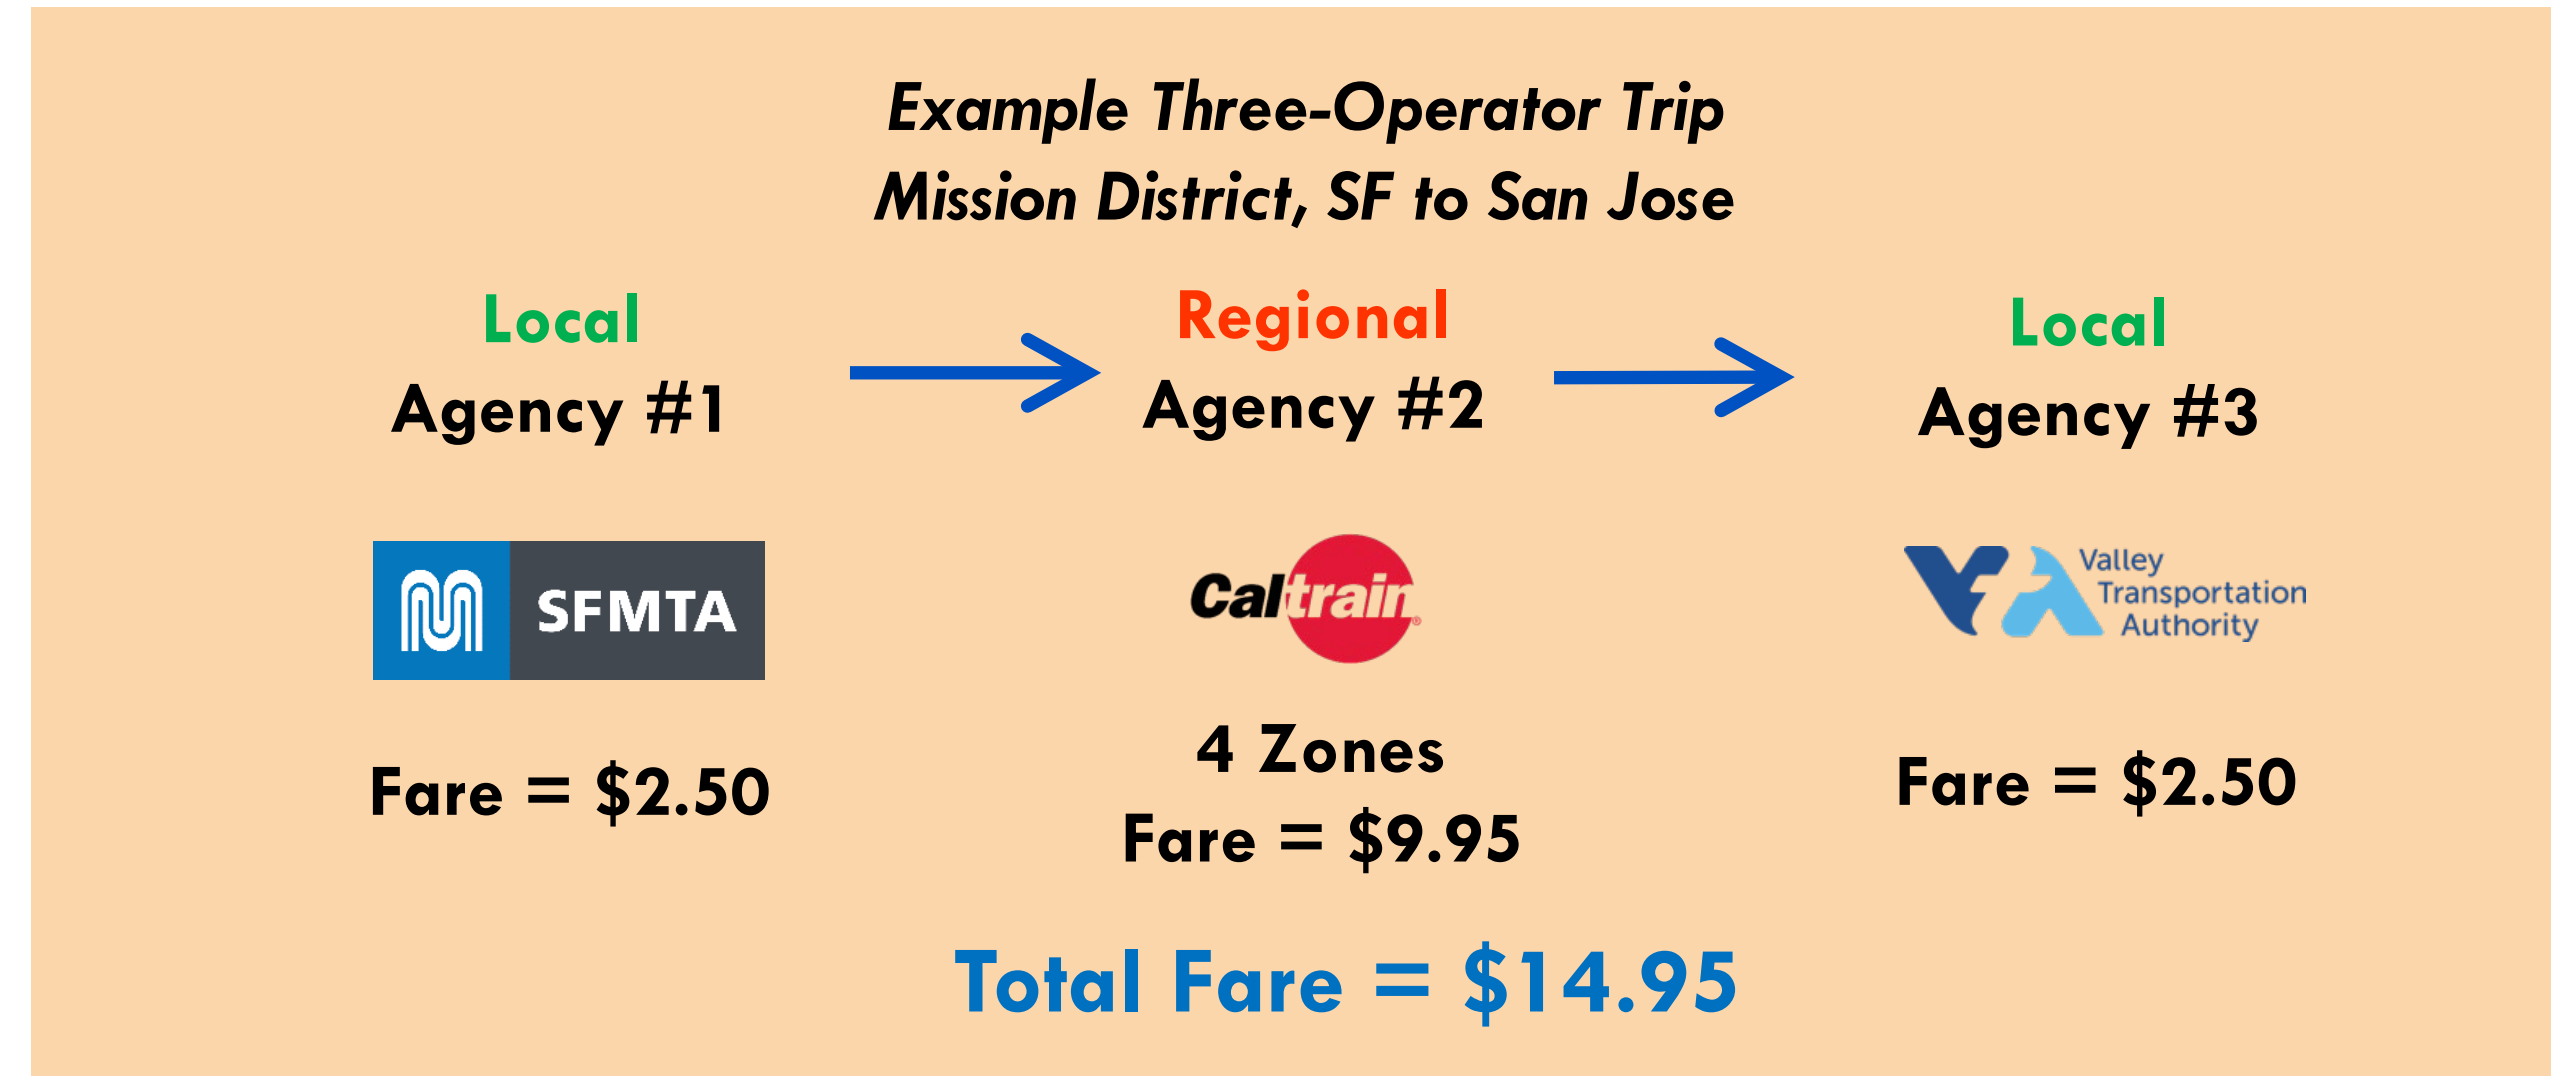 Example Three-Operator Trip
Mission District, SF to San Jose
Local
Agency #1
SFMTA
Fare = $2.50
Regional
Agency #2
Caltrain®
4 Zones
Fare = $9.95
Local
Agency #3
VTA
Valley
Transportation
Authority
Fare = $2.50
Total Fare = $14.95